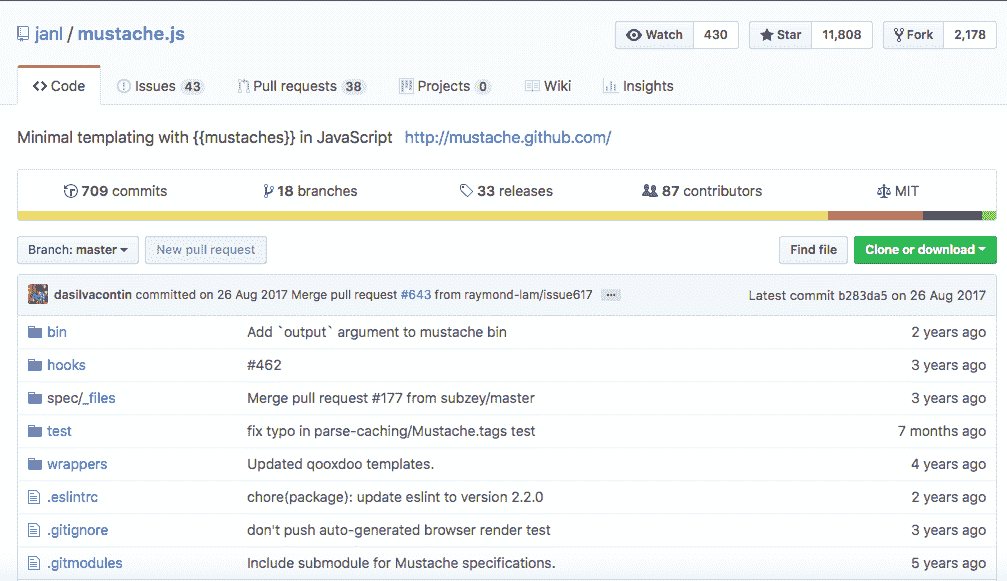 janl / mustache.js Watch 430 Star 11,808 Fork 2,178
Code Issues 43 Pull requests 38 Projects 0 Wiki Insights
Minimal templating with {{mustaches}} in JavaScript http://mustache.github.com/
709 commits 18 branches 33 releases 87 contributors MIT
Branch: master New pull request Find file Clone or download
dasilvacontin committed on 26 Aug 2017 Merge pull request #643 from raymond-lam/issue617 ... Latest commit b283da5 on 26 Aug 2017
bin Add `output` argument to mustache bin 2 years ago
hooks #462 3 years ago
spec/_files Merge pull request #177 from subzey/master 3 years ago
test fix typo in parse-caching/Mustache.tags test 7 months ago
wrappers Updated qooxdoo templates. 4 years ago
.eslintrc chore(package): update eslint to version 2.2.0 2 years ago
.gitignore don't push auto-generated browser render test 3 years ago
.gitmodules Include submodule for Mustache specifications. 5 years ago